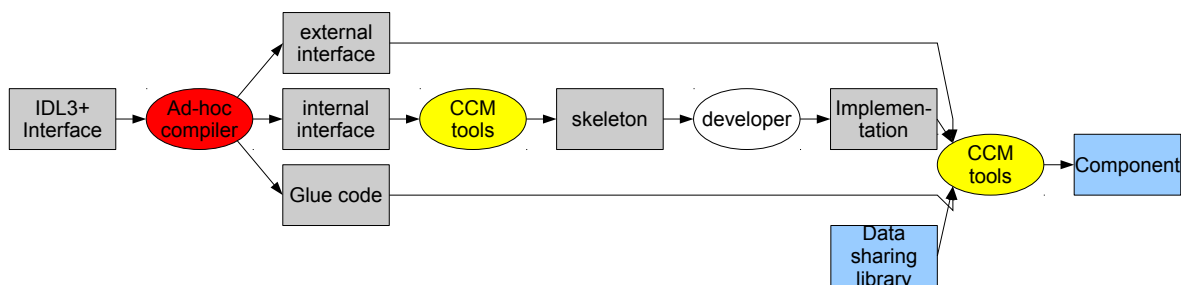 external
interface
IDL3+
Interface
Ad-hoc
compiler
internal
interface
CCM
tools
skeleton
developer
Implemen-
tation
CCM
tools
Component
Glue code
Data
sharing
library